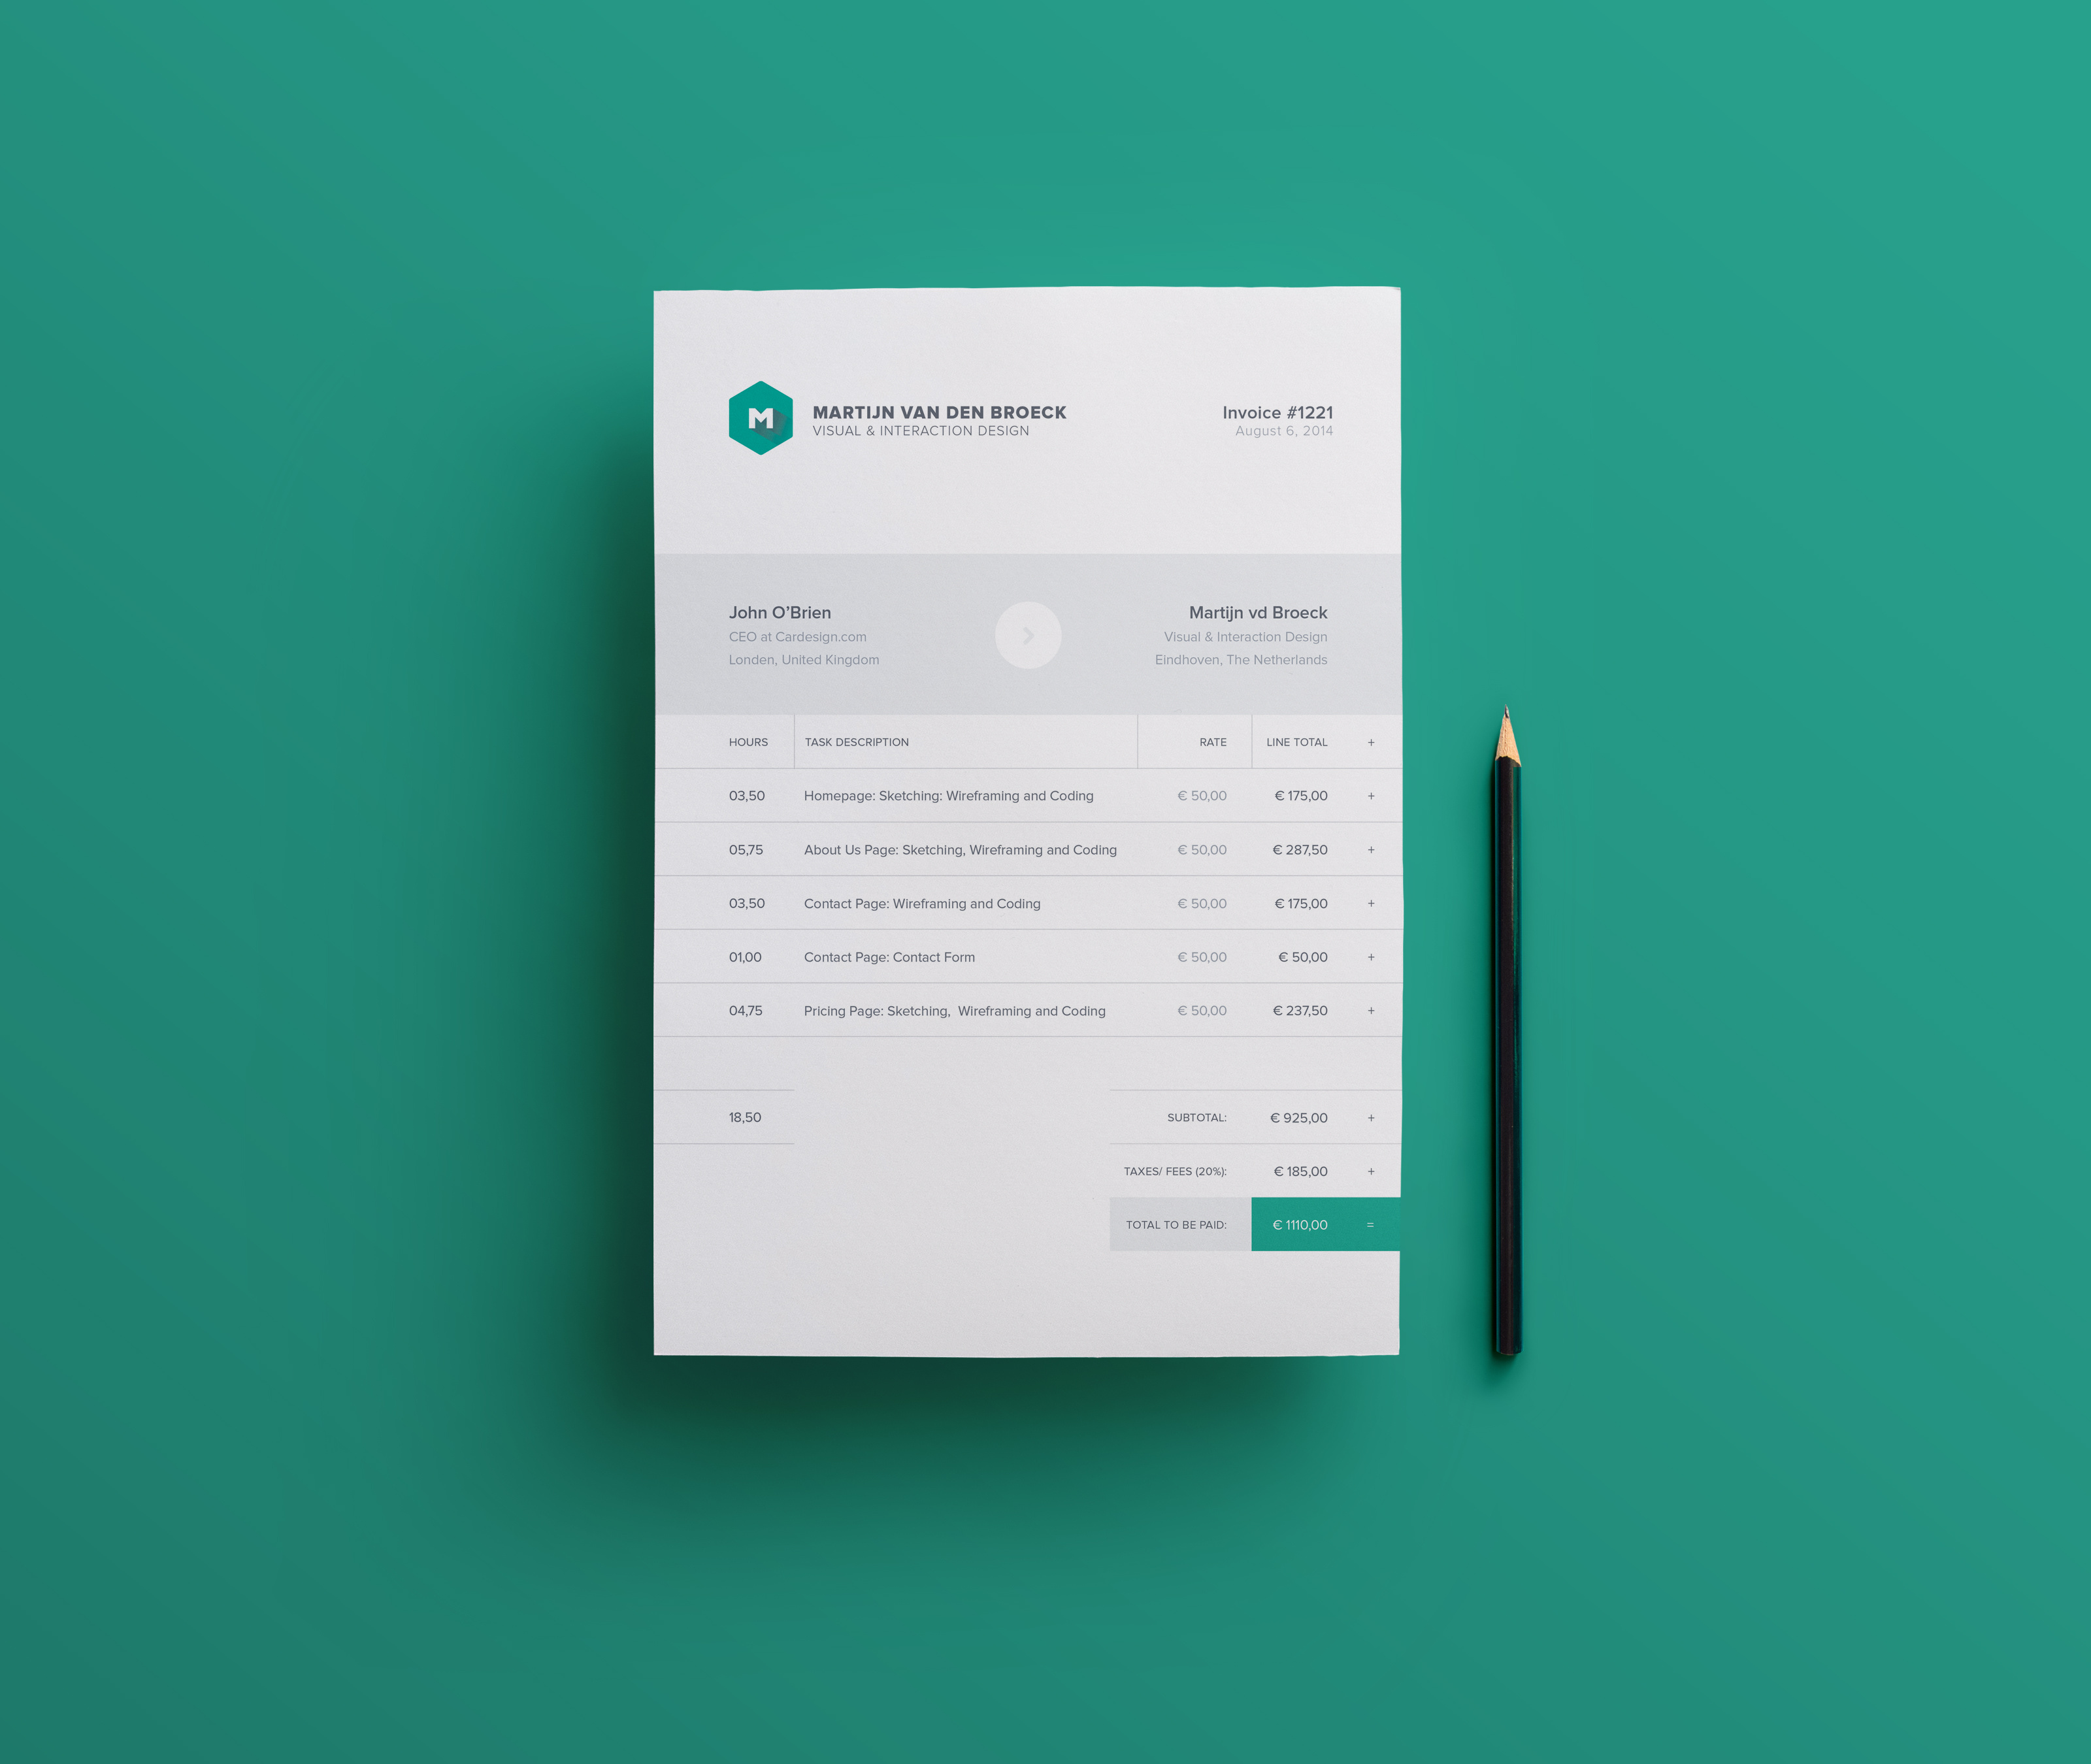 M
MARTIJN VAN DEN BROECK
VISUAL & INTERACTION DESIGN
Invoice #1221
August 6, 2014
John O’Brien
CEO at Cardesign.com
Londen, United Kingdom
Martijn vd Broeck
Visual & Interaction Design
Eindhoven, The Netherlands
HOURS TASK DESCRIPTION RATE LINE TOTAL +
03,50 Homepage: Sketching: Wireframing and Coding € 50,00 € 175,00 +
05,75 About Us Page: Sketching, Wireframing and Coding € 50,00 € 287,50 +
03,50 Contact Page: Wireframing and Coding € 50,00 € 175,00 +
01,00 Contact Page: Contact Form € 50,00 € 50,00 +
04,75 Pricing Page: Sketching,  Wireframing and Coding € 50,00 € 237,50 +
18,50 SUBTOTAL: € 925,00 +
TAXES/ FEES (20%): € 185,00 +
TOTAL TO BE PAID: € 1110,00 =